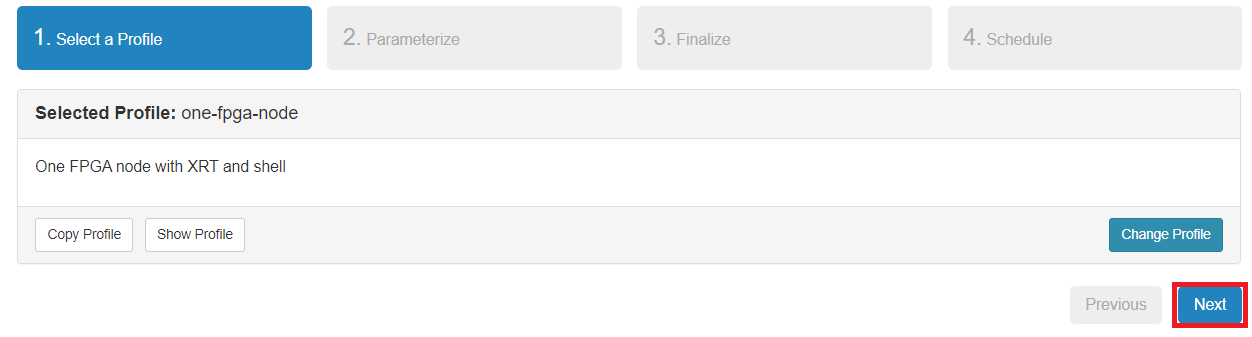 1. Select a Profile
2. Parameterize
3. Finalize
4. Schedule
Selected Profile: one-fpga-node
One FPGA node with XRT and shell
Copy Profile
Show Profile
Change Profile
Previous
Next